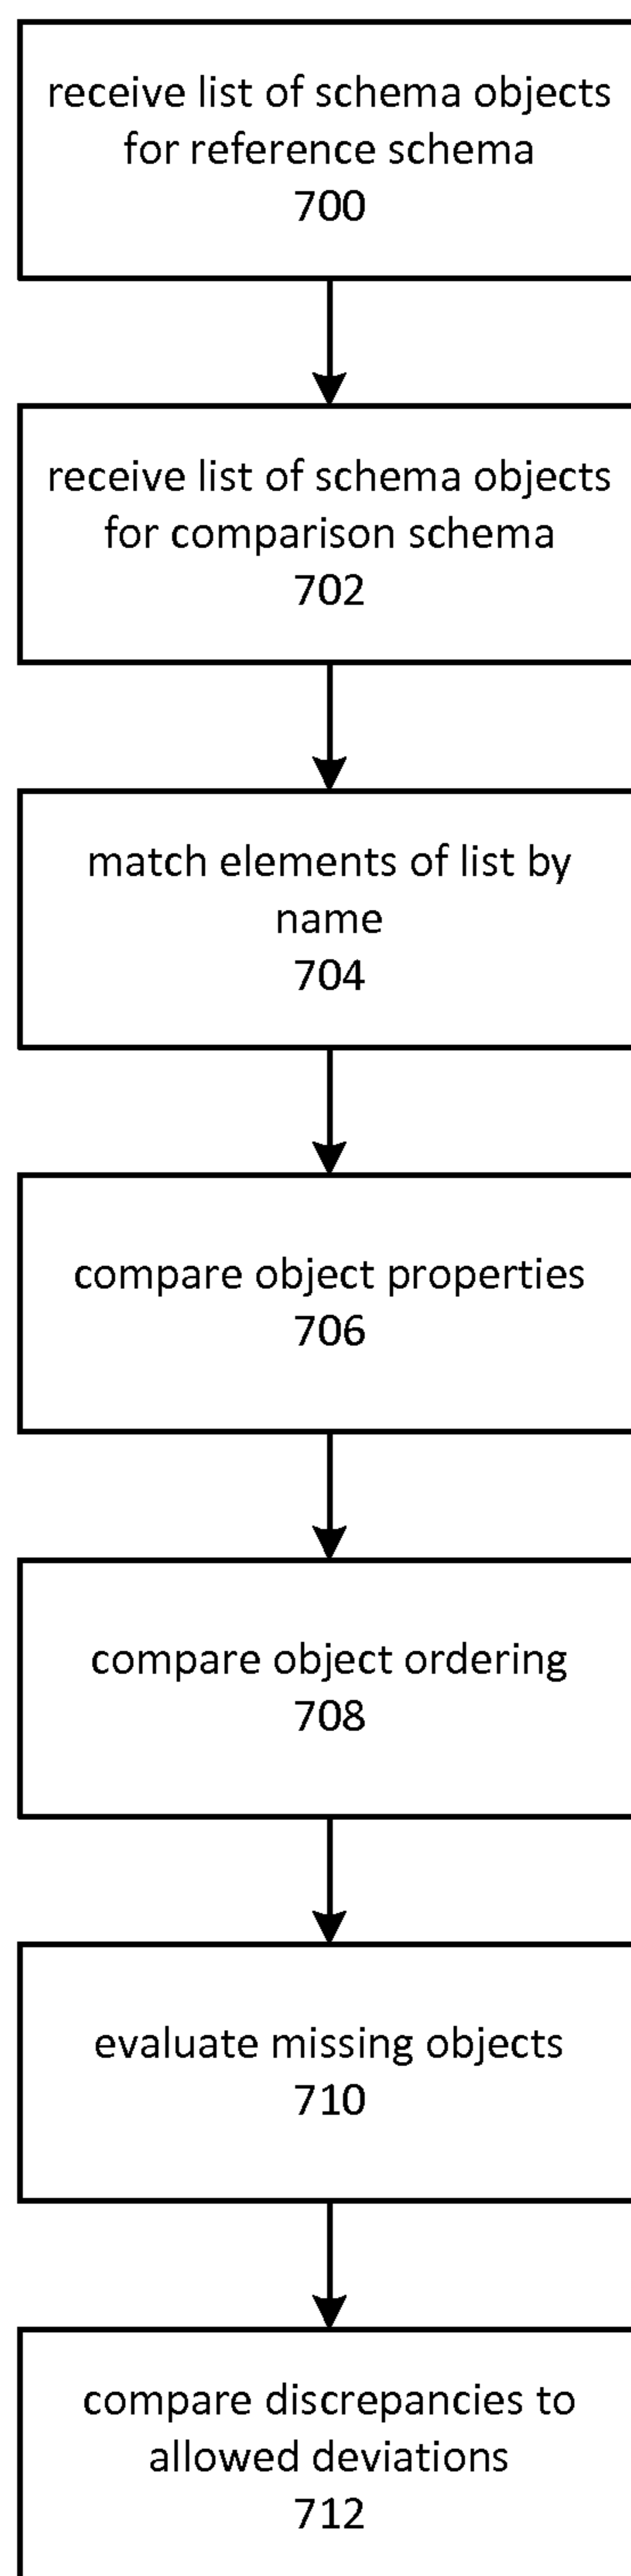 receive list of schema objects
for reference schema
700
receive list of schema objects
for comparison schema
702
match elements of list by
name
704
compare object properties
706
compare object ordering
708
evaluate missing objects
710
compare discrepancies to
allowed deviations
712